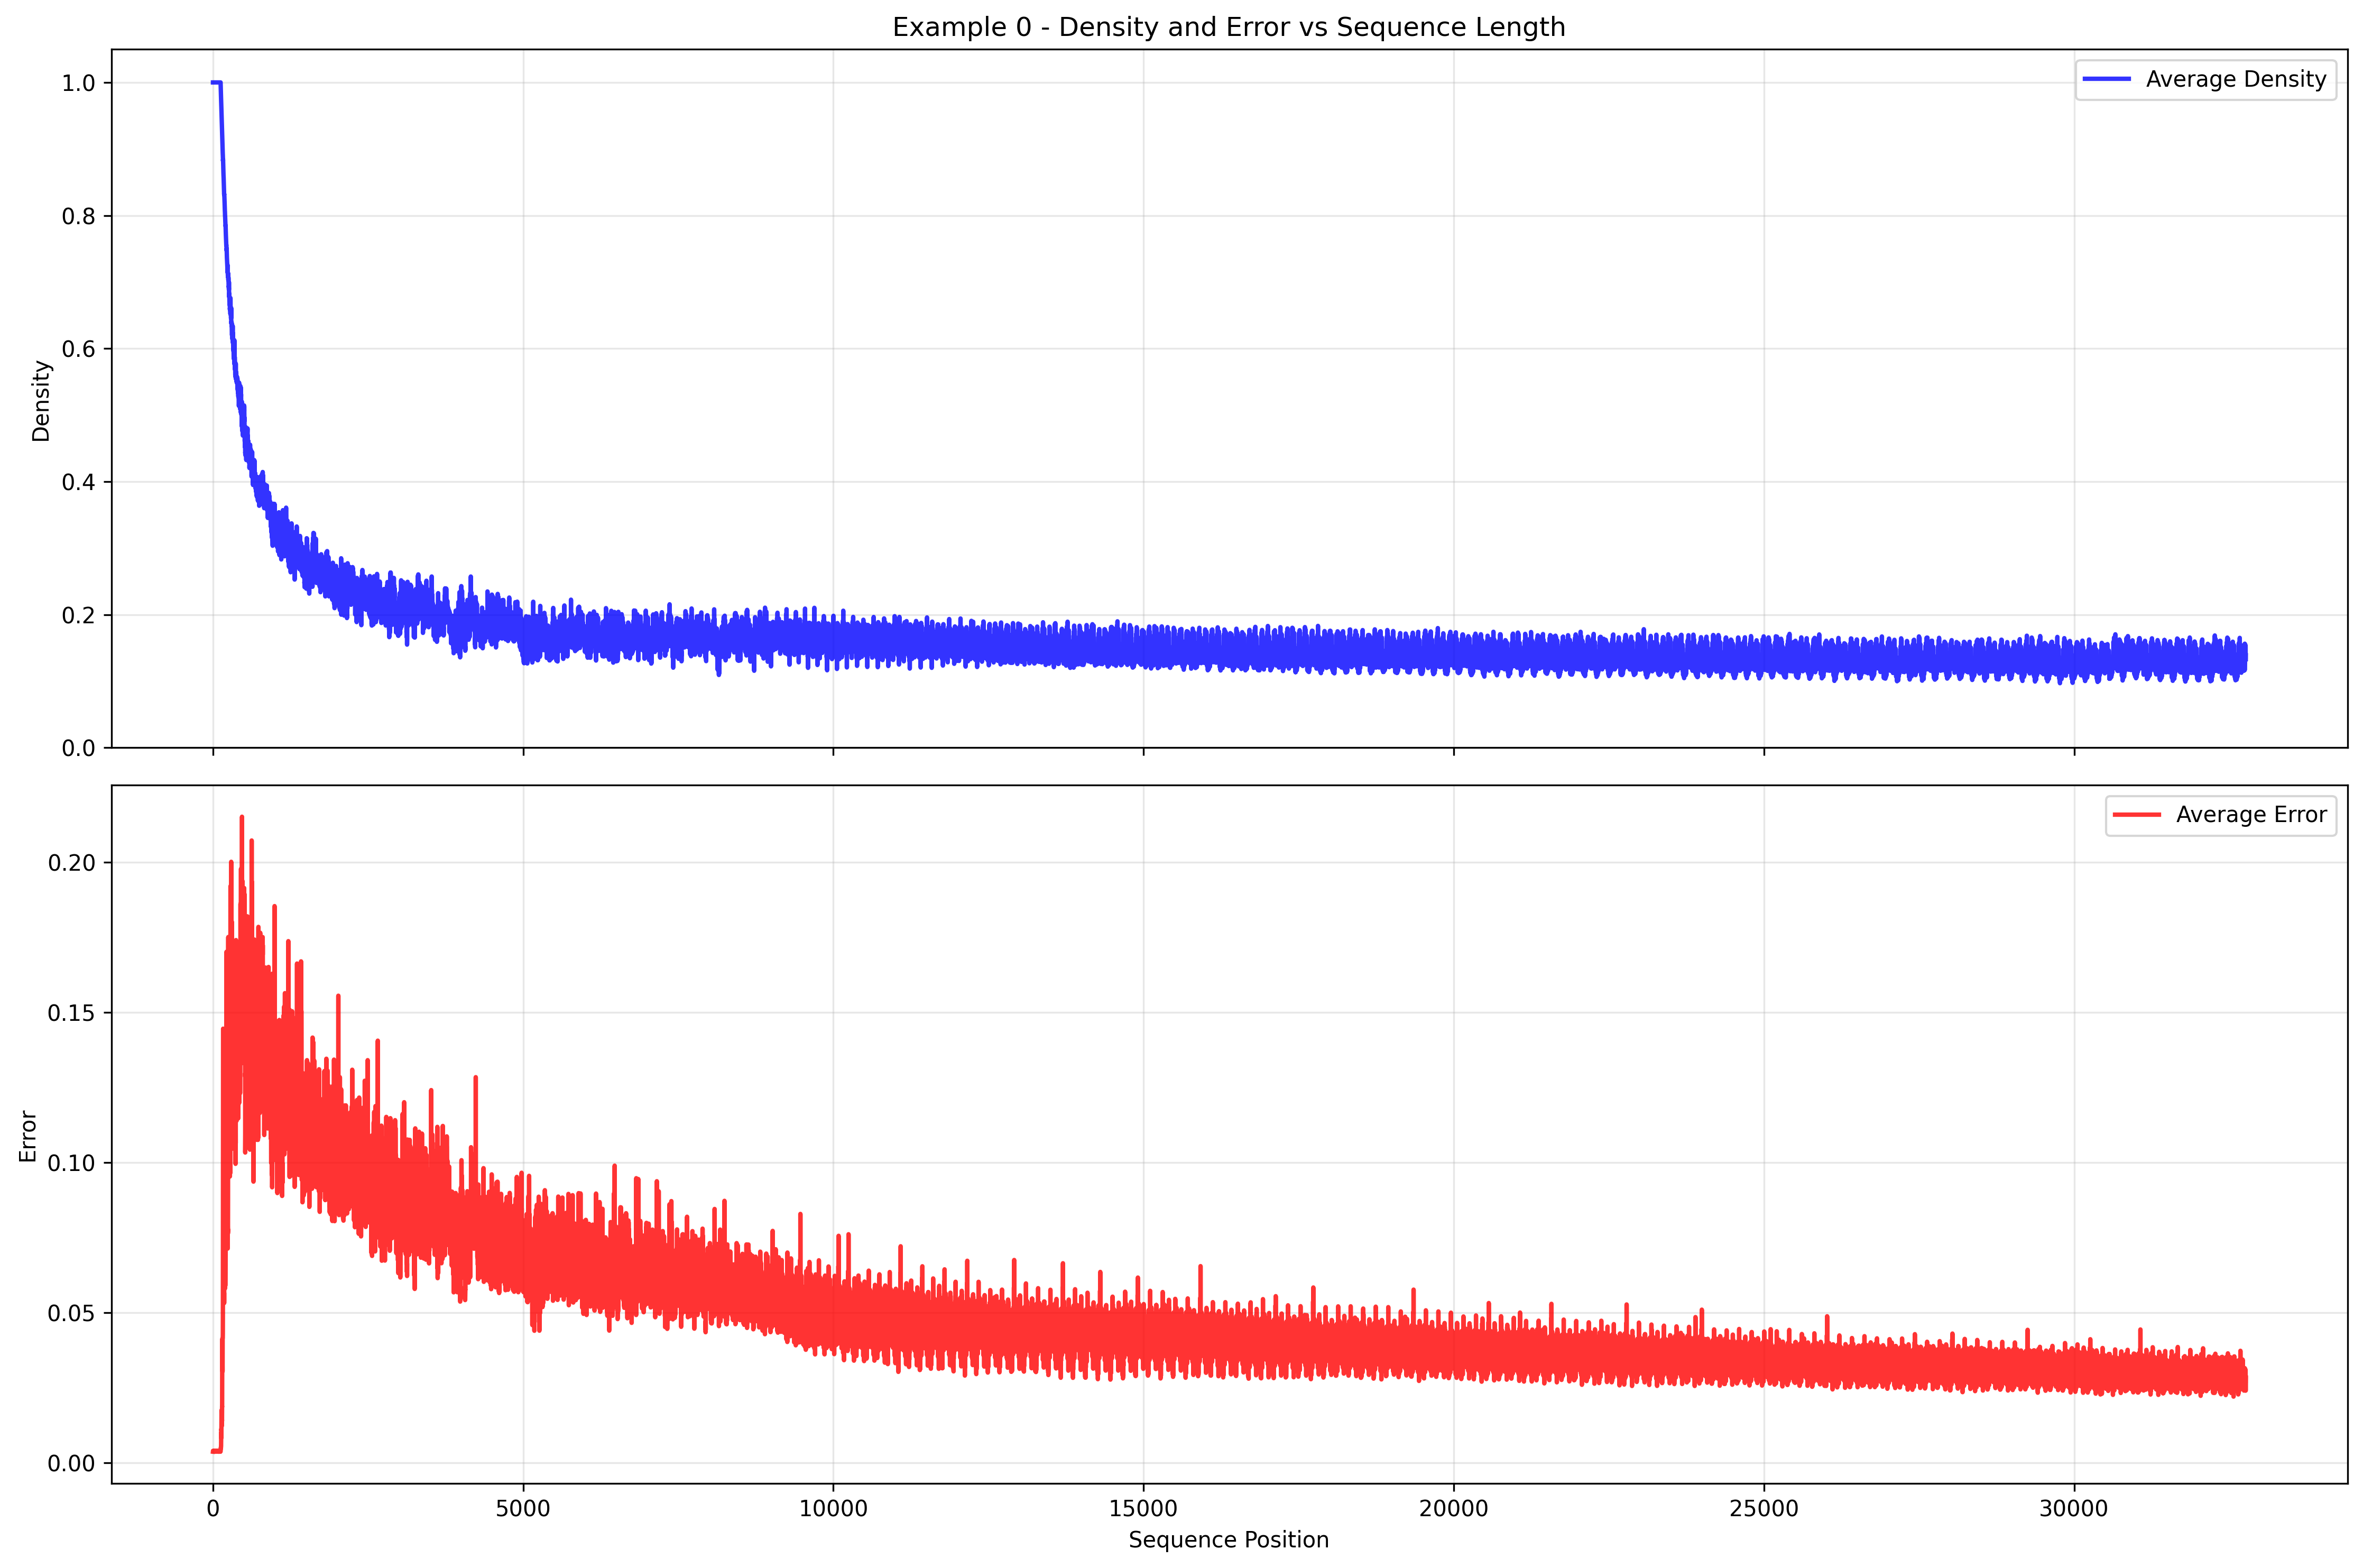 Example 0 - Density and Error vs Sequence Length
Average Density
1.0
0.8
0.6
0.4
0.2
0.0
Density
Average Error
0.20
0.15
0.10
0.05
0.00
Error
0 5000 10000 15000 20000 25000 30000
Sequence Position